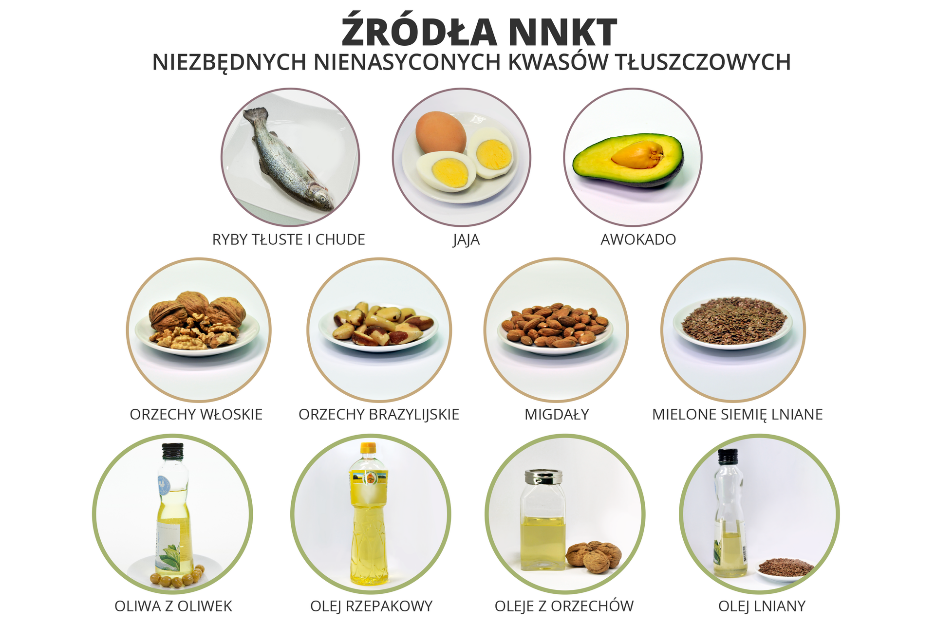 ŹRÓDŁA NNKT
NIEZBĘDNYCH NIENASYCONYCH KWASÓW TŁUSZCZOWYCH
RYBY TŁUSTE I CHUDE
JAJA
AWOKADO
ORZECHY WŁOSKIE
ORZECHY BRAZYLIJSKIE
MIGDAŁY
MIELONE SIEMIĘ LNIANE
OLIWA Z OLIWEK
OLEJ RZEPAKOWY
OLEJE Z ORZECHÓW
OLEJ LNIANY